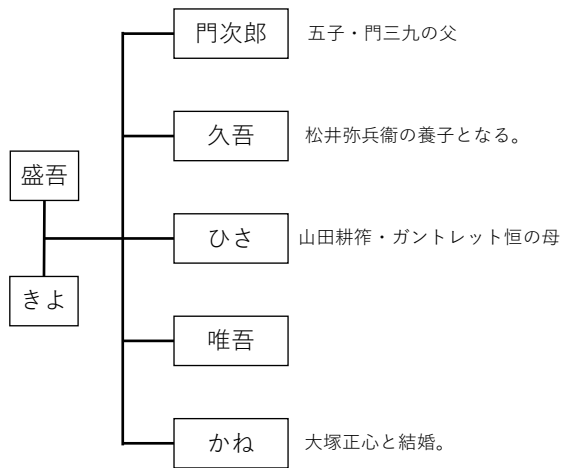 門次郎 五子・門三九の父
久吾 松井弥兵衞の養子となる。
盛吾
ひさ 山田耕筰・ガントレット恒の母
きよ
唯吾
かね 大塚正心と結婚。